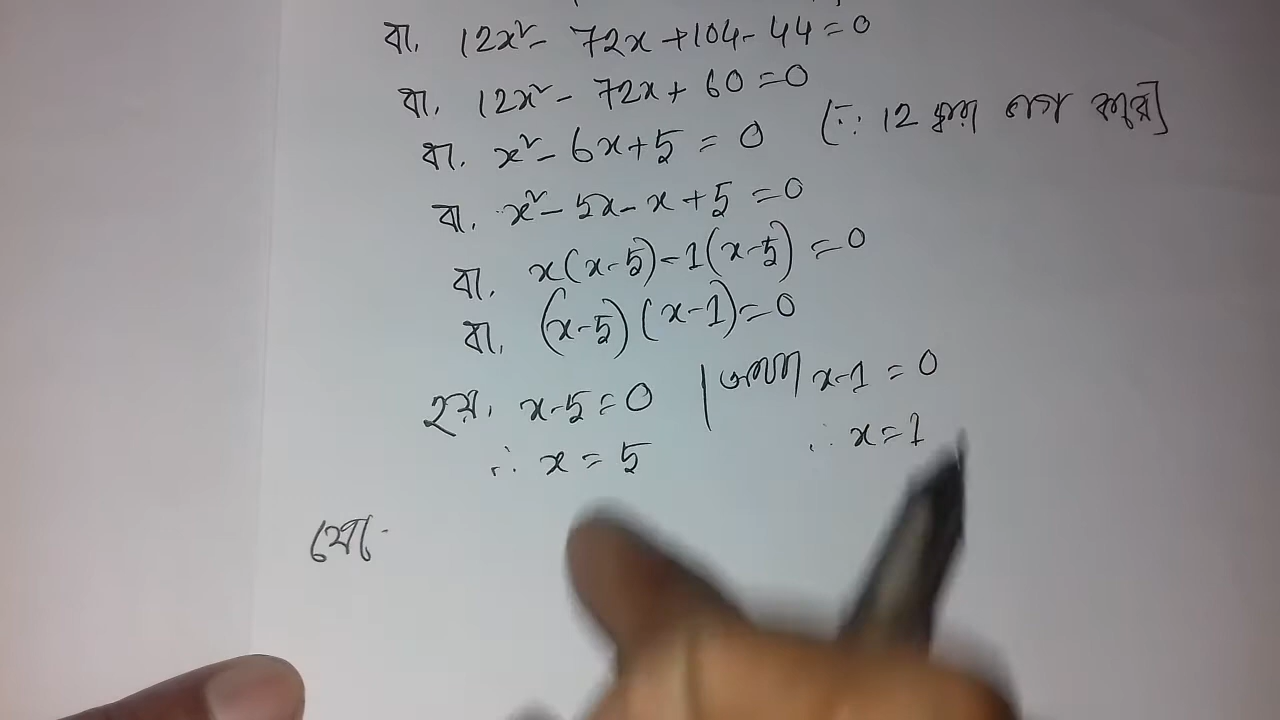 বা, 12x² - 72x + 104 - 44 = 0
বা, 12x² - 72x + 60 = 0
বা, x² - 6x + 5 = 0 (∵ 12 দ্বারা ভাগ করে]
বা, x² - 5x - x + 5 = 0
বা, x(x-5) - 1(x-5) = 0
বা, (x-5)(x-1) = 0
হয়, x-5 = 0 | অথবা x-1 = 0
∴ x = 5 ∴ x = 1